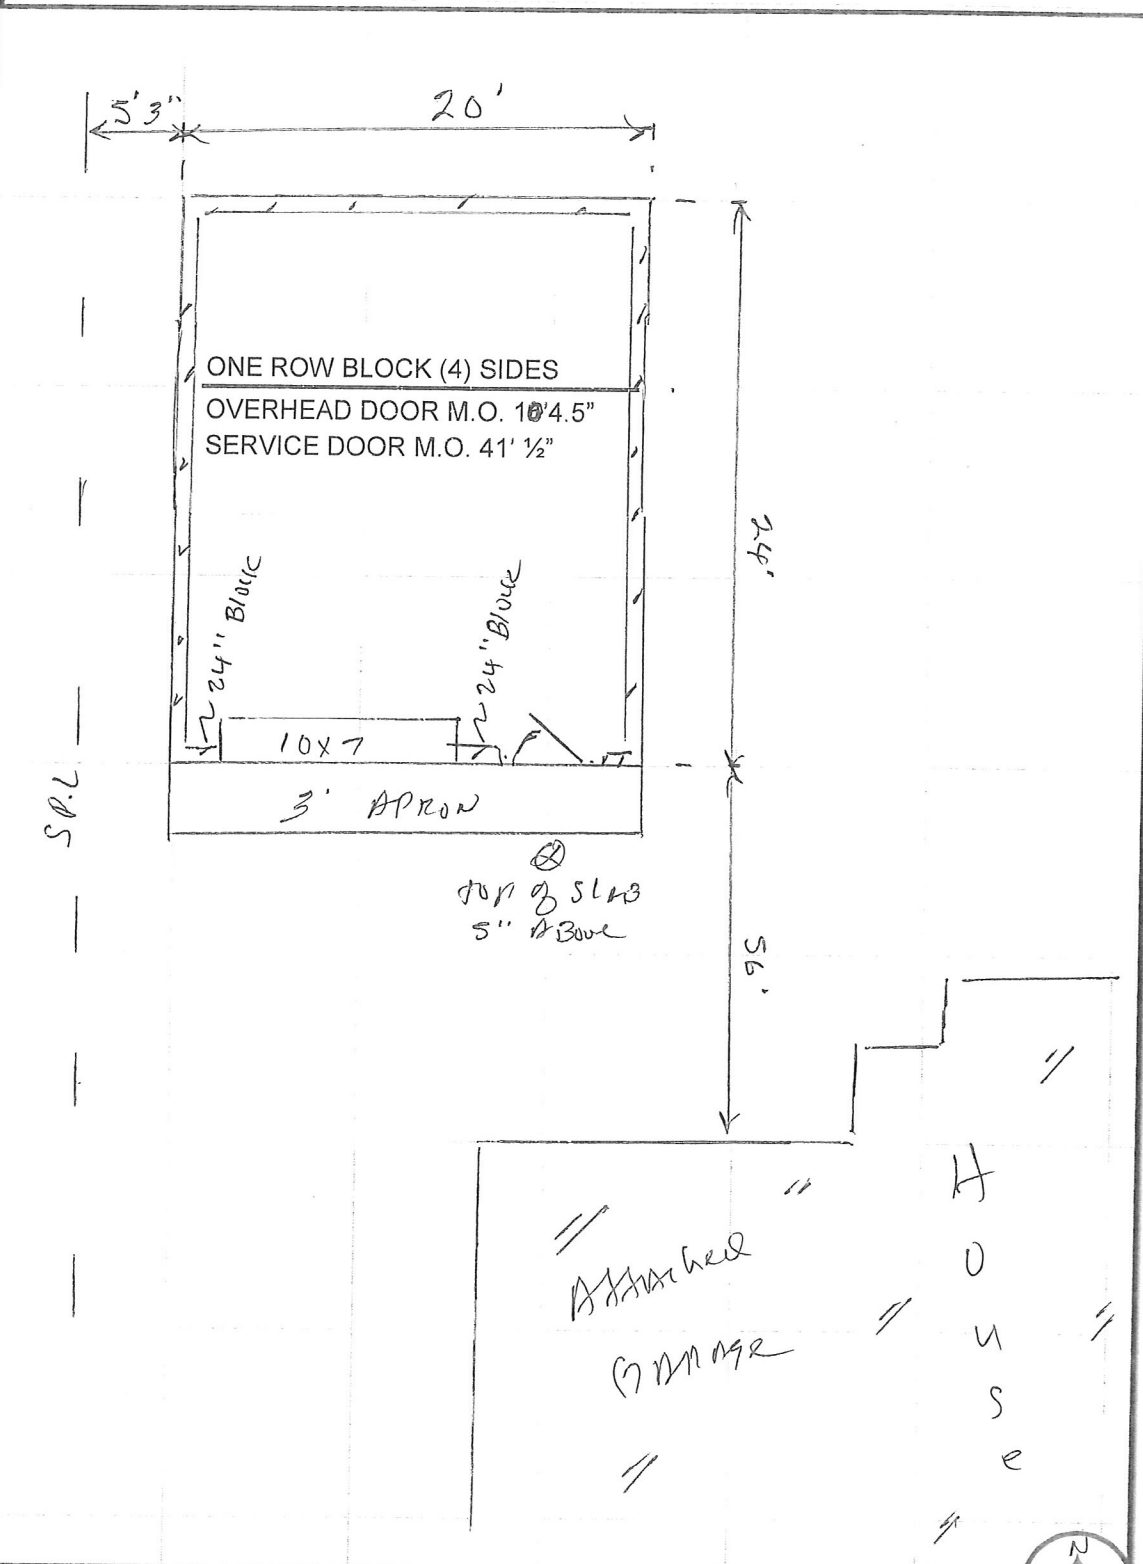 5'3"
20'
ONE ROW BLOCK (4) SIDES
OVERHEAD DOOR M.O. 10'4.5"
SERVICE DOOR M.O. 41' ½"
24'
24" Block
24" Block
10x7
3' APRON
S P.L
top of SLAB
5" Above
56'
House
Attached
GARAGE
N